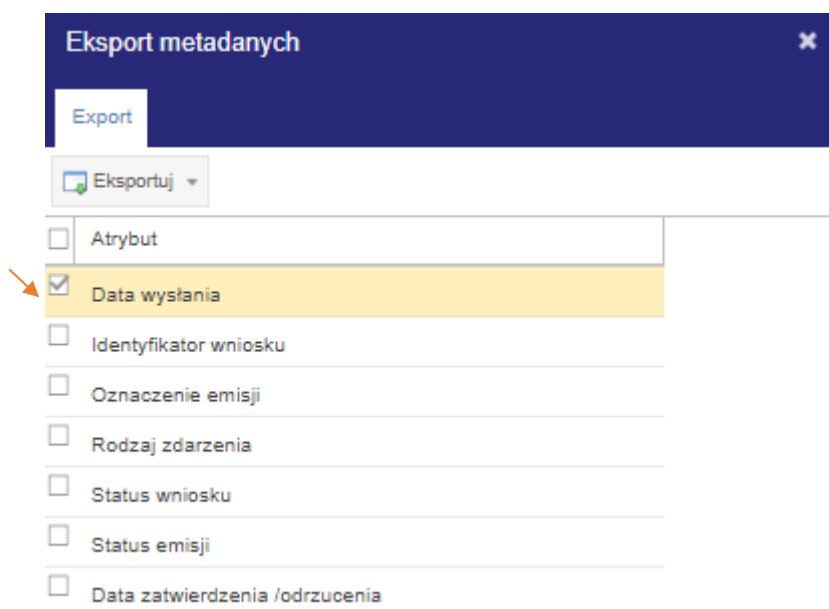 Eksport metadanych
Export
Eksportuj
Atrybut
Data wysłania
Identyfikator wniosku
Oznaczenie emisji
Rodzaj zdarzenia
Status wniosku
Status emisji
Data zatwierdzenia /odrzucenia